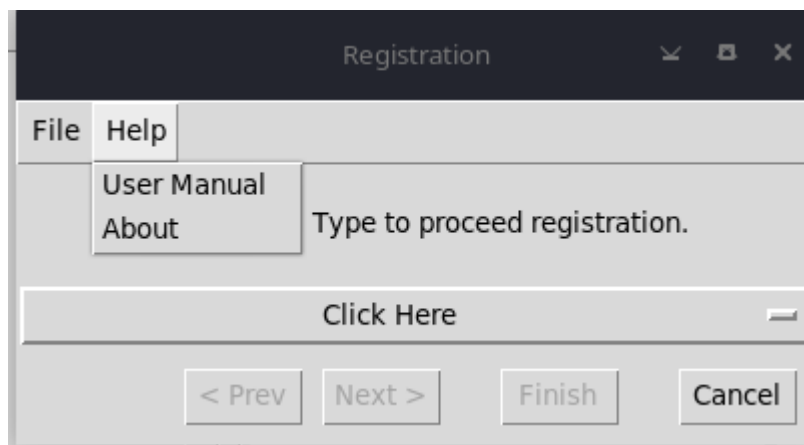 Registration
File Help
User Manual
About
Type to proceed registration.
Click Here
< Prev Next > Finish Cancel